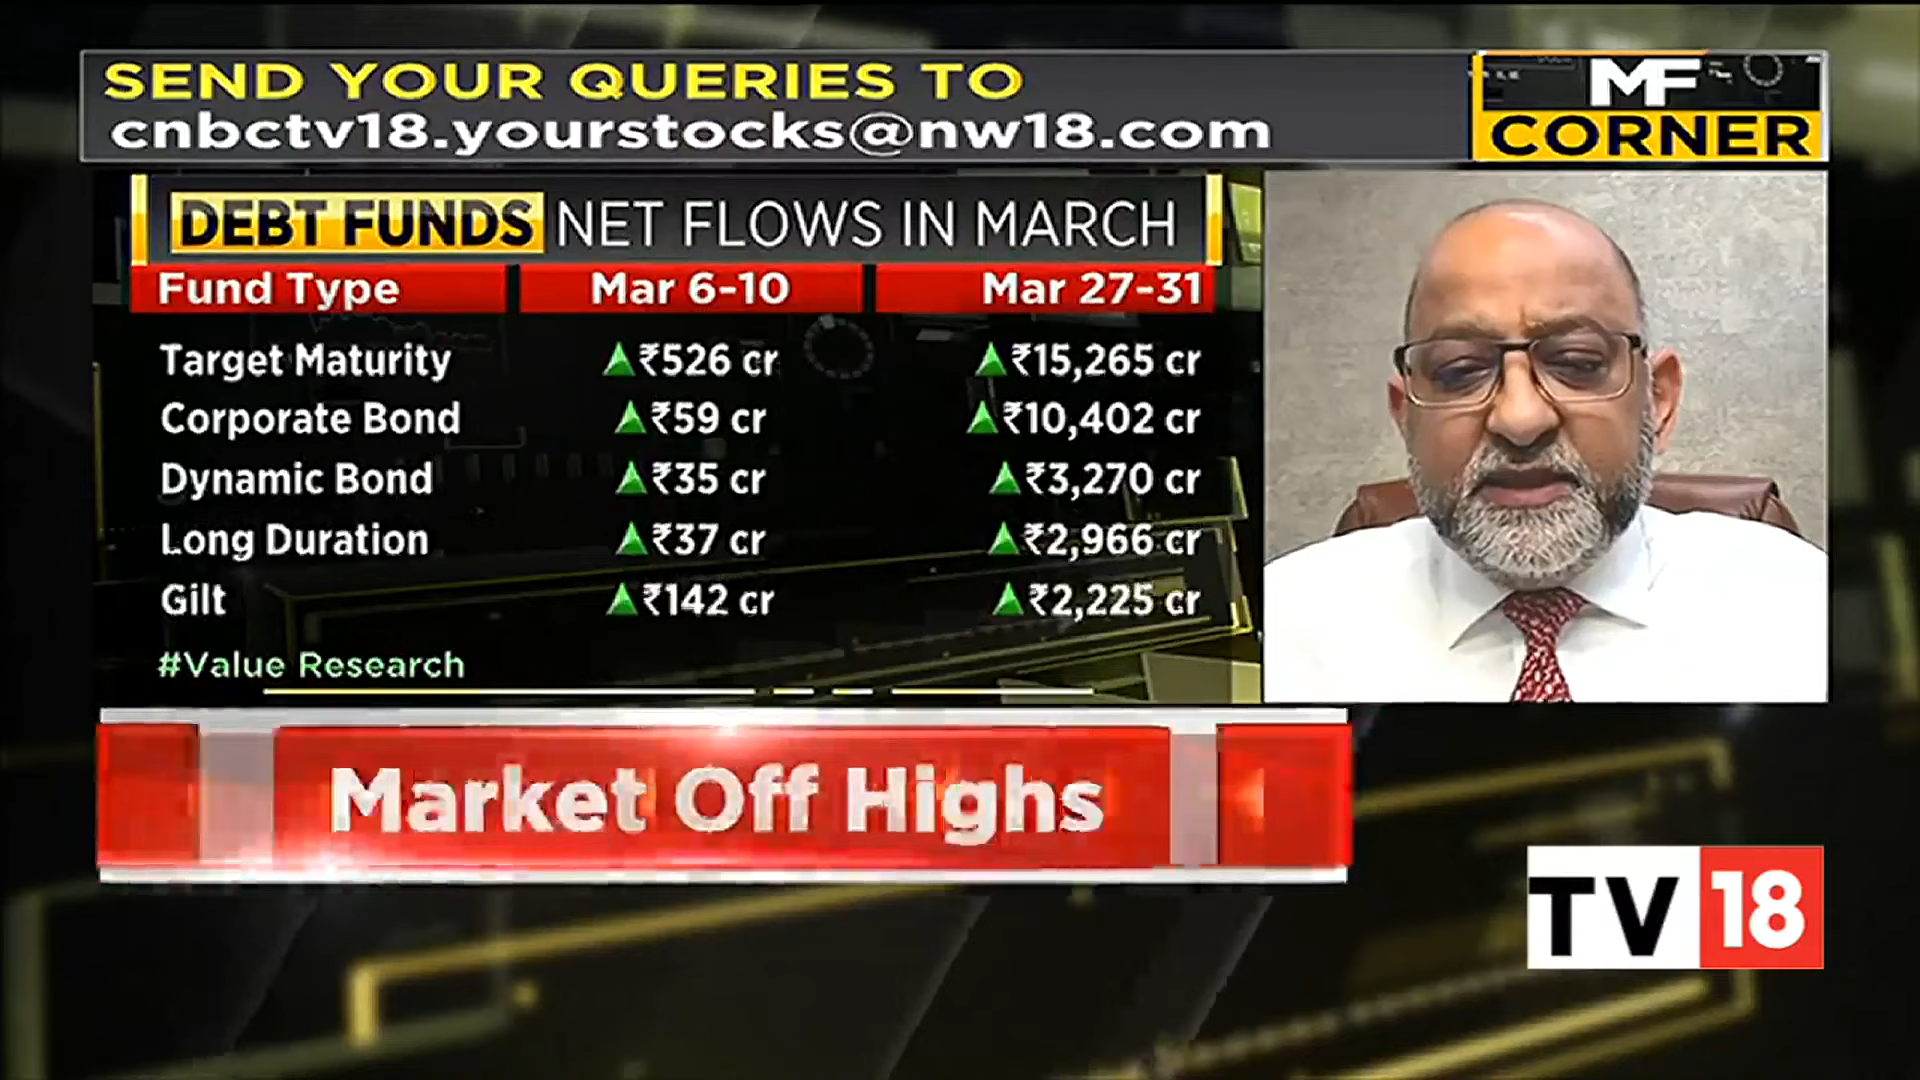 SEND YOUR QUERIES TO
cnbctv18.yourstocks@nw18.com
MF
CORNER
DEBT FUNDS NET FLOWS IN MARCH
Fund Type Mar 6-10 Mar 27-31
Target Maturity ₹526 cr ₹15,265 cr
Corporate Bond ₹59 cr ₹10,402 cr
Dynamic Bond ₹35 cr ₹3,270 cr
Long Duration ₹37 cr ₹2,966 cr
Gilt ₹142 cr ₹2,225 cr
#Value Research
Market Off Highs
TV18